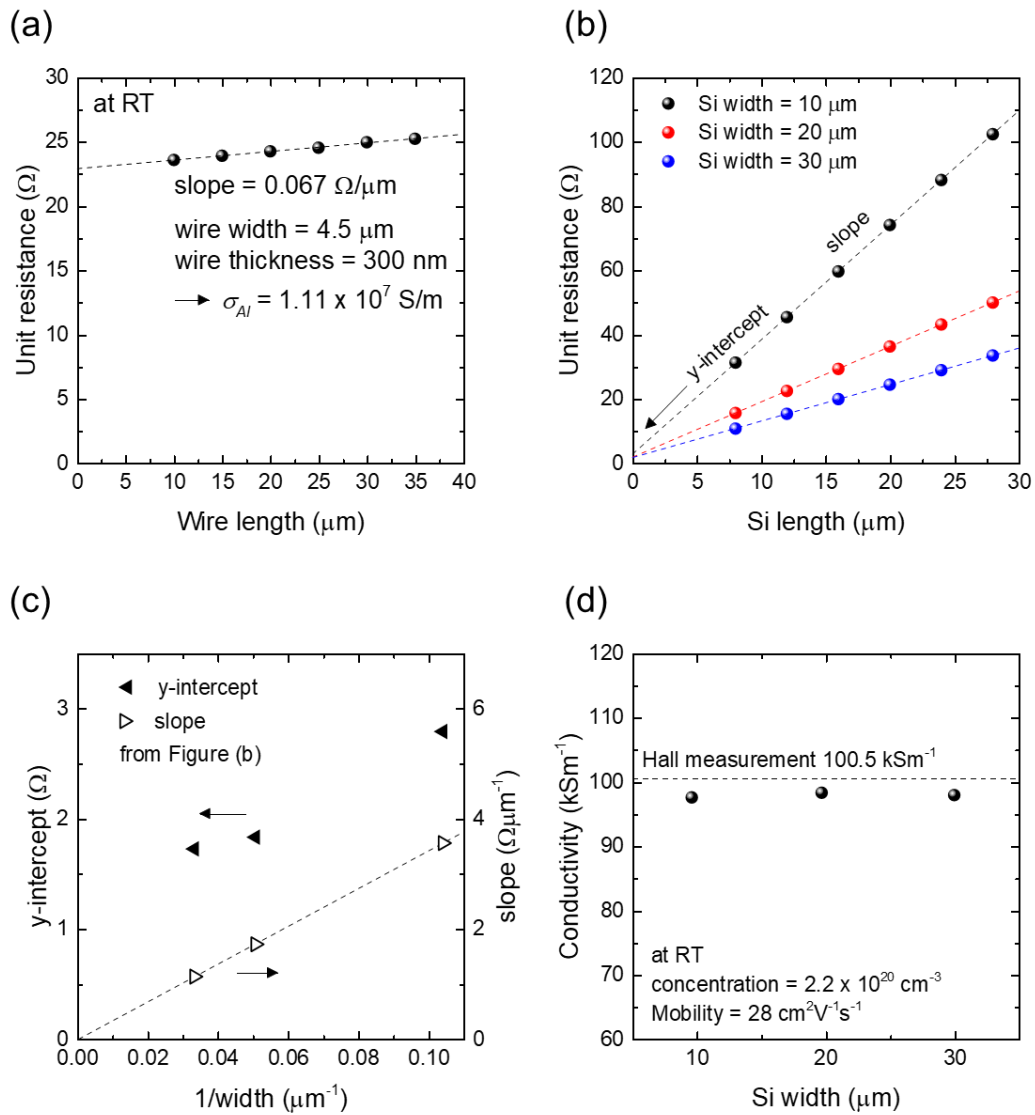 (a)
30
25
20
15
10
5
0
Unit resistance (Ω)
at RT
slope = 0.067 Ω/μm
wire width = 4.5 μm
wire thickness = 300 nm
→ σAl = 1.11 x 10⁷ S/m
0 5 10 15 20 25 30 35 40
Wire length (μm)
(b)
120
100
80
60
40
20
0
Unit resistance (Ω)
Si width = 10 μm
Si width = 20 μm
Si width = 30 μm
slope
y-intercept
0 5 10 15 20 25 30
Si length (μm)
(c)
3
2
1
0
y-intercept (Ω)
y-intercept
slope
from Figure (b)
6
4
2
0
slope (Ωμm⁻¹)
0.00 0.02 0.04 0.06 0.08 0.10
1/width (μm⁻¹)
(d)
120
110
100
90
80
70
60
Conductivity (kSm⁻¹)
Hall measurement 100.5 kSm⁻¹
at RT
concentration = 2.2 x 10²⁰ cm⁻³
Mobility = 28 cm²V⁻¹s⁻¹
10 20 30
Si width (μm)